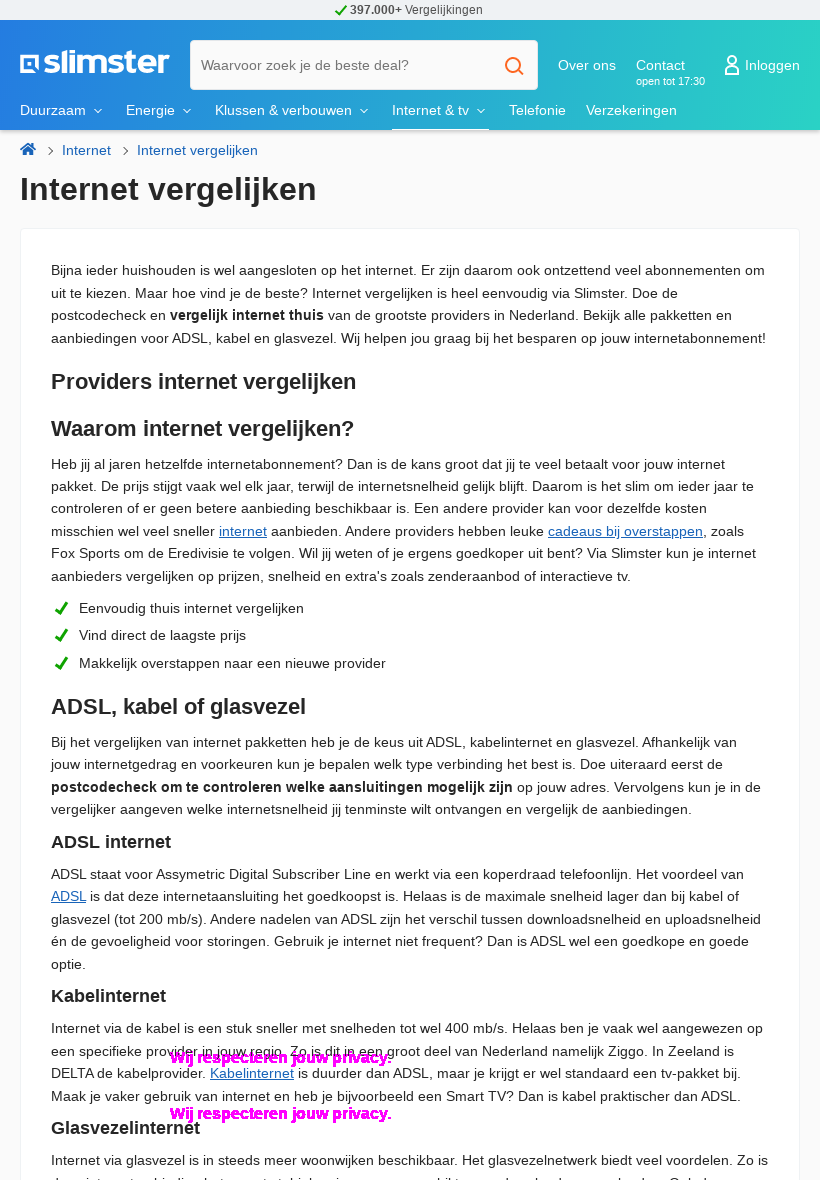 397.000+ Vergelijkingen
slimster
Waarvoor zoek je de beste deal?
Over ons
Contact
open tot 17:30
Inloggen
Duurzaam
Energie
Klussen & verbouwen
Internet & tv
Telefonie
Verzekeringen
Internet
Internet vergelijken
Internet vergelijken
Bijna ieder huishouden is wel aangesloten op het internet. Er zijn daarom ook ontzettend veel abonnementen om
uit te kiezen. Maar hoe vind je de beste? Internet vergelijken is heel eenvoudig via Slimster. Doe de
postcodecheck en vergelijk internet thuis van de grootste providers in Nederland. Bekijk alle pakketten en
aanbiedingen voor ADSL, kabel en glasvezel. Wij helpen jou graag bij het besparen op jouw internetabonnement!
Providers internet vergelijken
Waarom internet vergelijken?
Heb jij al jaren hetzelfde internetabonnement? Dan is de kans groot dat jij te veel betaalt voor jouw internet
pakket. De prijs stijgt vaak wel elk jaar, terwijl de internetsnelheid gelijk blijft. Daarom is het slim om ieder jaar te
controleren of er geen betere aanbieding beschikbaar is. Een andere provider kan voor dezelfde kosten
misschien wel veel sneller internet aanbieden. Andere providers hebben leuke cadeaus bij overstappen, zoals
Fox Sports om de Eredivisie te volgen. Wil jij weten of je ergens goedkoper uit bent? Via Slimster kun je internet
aanbieders vergelijken op prijzen, snelheid en extra's zoals zenderaanbod of interactieve tv.
Eenvoudig thuis internet vergelijken
Vind direct de laagste prijs
Makkelijk overstappen naar een nieuwe provider
ADSL, kabel of glasvezel
Bij het vergelijken van internet pakketten heb je de keus uit ADSL, kabelinternet en glasvezel. Afhankelijk van
jouw internetgedrag en voorkeuren kun je bepalen welk type verbinding het best is. Doe uiteraard eerst de
postcodecheck om te controleren welke aansluitingen mogelijk zijn op jouw adres. Vervolgens kun je in de
vergelijker aangeven welke internetsnelheid jij tenminste wilt ontvangen en vergelijk de aanbiedingen.
ADSL internet
ADSL staat voor Assymetric Digital Subscriber Line en werkt via een koperdraad telefoonlijn. Het voordeel van
ADSL is dat deze internetaansluiting het goedkoopst is. Helaas is de maximale snelheid lager dan bij kabel of
glasvezel (tot 200 mb/s). Andere nadelen van ADSL zijn het verschil tussen downloadsnelheid en uploadsnelheid
én de gevoeligheid voor storingen. Gebruik je internet niet frequent? Dan is ADSL wel een goedkope en goede
optie.
Kabelinternet
Internet via de kabel is een stuk sneller met snelheden tot wel 400 mb/s. Helaas ben je vaak wel aangewezen op
een specifieke provider in jouw regio. Zo is dit in een groot deel van Nederland namelijk Ziggo. In Zeeland is
Wij respecteren jouw privacy.
DELTA de kabelprovider. Kabelinternet is duurder dan ADSL, maar je krijgt er wel standaard een tv-pakket bij.
Maak je vaker gebruik van internet en heb je bijvoorbeeld een Smart TV? Dan is kabel praktischer dan ADSL.
Wij respecteren jouw privacy.
Glasvezelinternet
Internet via glasvezel is in steeds meer woonwijken beschikbaar. Het glasvezelnetwerk biedt veel voordelen. Zo is